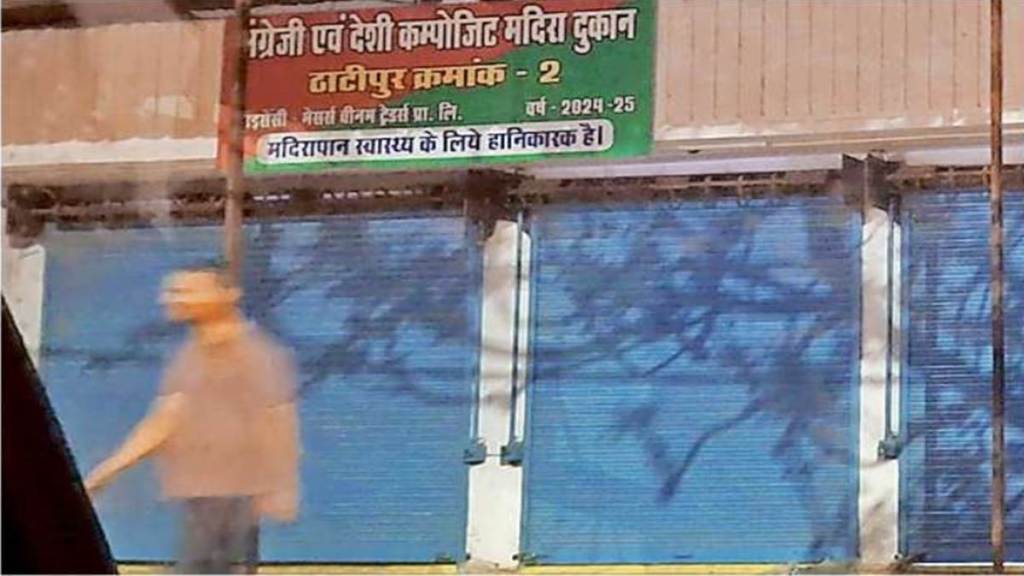 अंग्रेजी एवं देशी कम्पोजिट मदिरा दुकान
ठाटीपुर क्रमांक - 2
मेसर्स वीनम ट्रेडर्स प्रा. लि. वर्ष - 2024-25
मदिरापान स्वास्थ्य के लिये हानिकारक है।